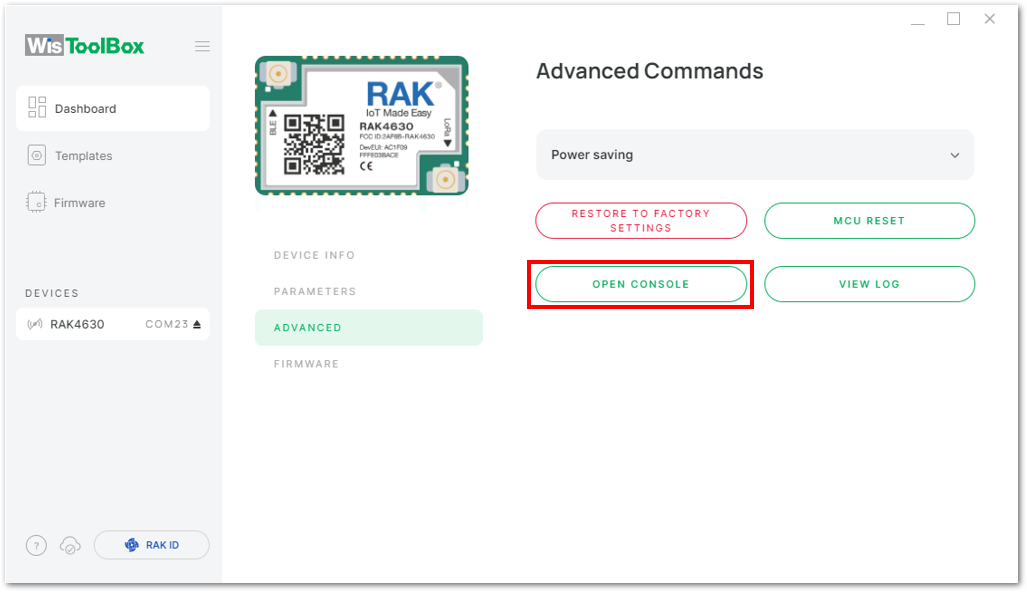 WisToolBox
Dashboard
Templates
Firmware
DEVICES
RAK4630 COM23
?
RAK ID
RAK®
IoT Made Easy
RAK4630
FCC ID:2AF6B-RAK4630
DevEUI: AC1F09
FFFE03BACE
CE
BLE
LoRa
DEVICE INFO
PARAMETERS
ADVANCED
FIRMWARE
Advanced Commands
Power saving
RESTORE TO FACTORY
SETTINGS
MCU RESET
OPEN CONSOLE
VIEW LOG